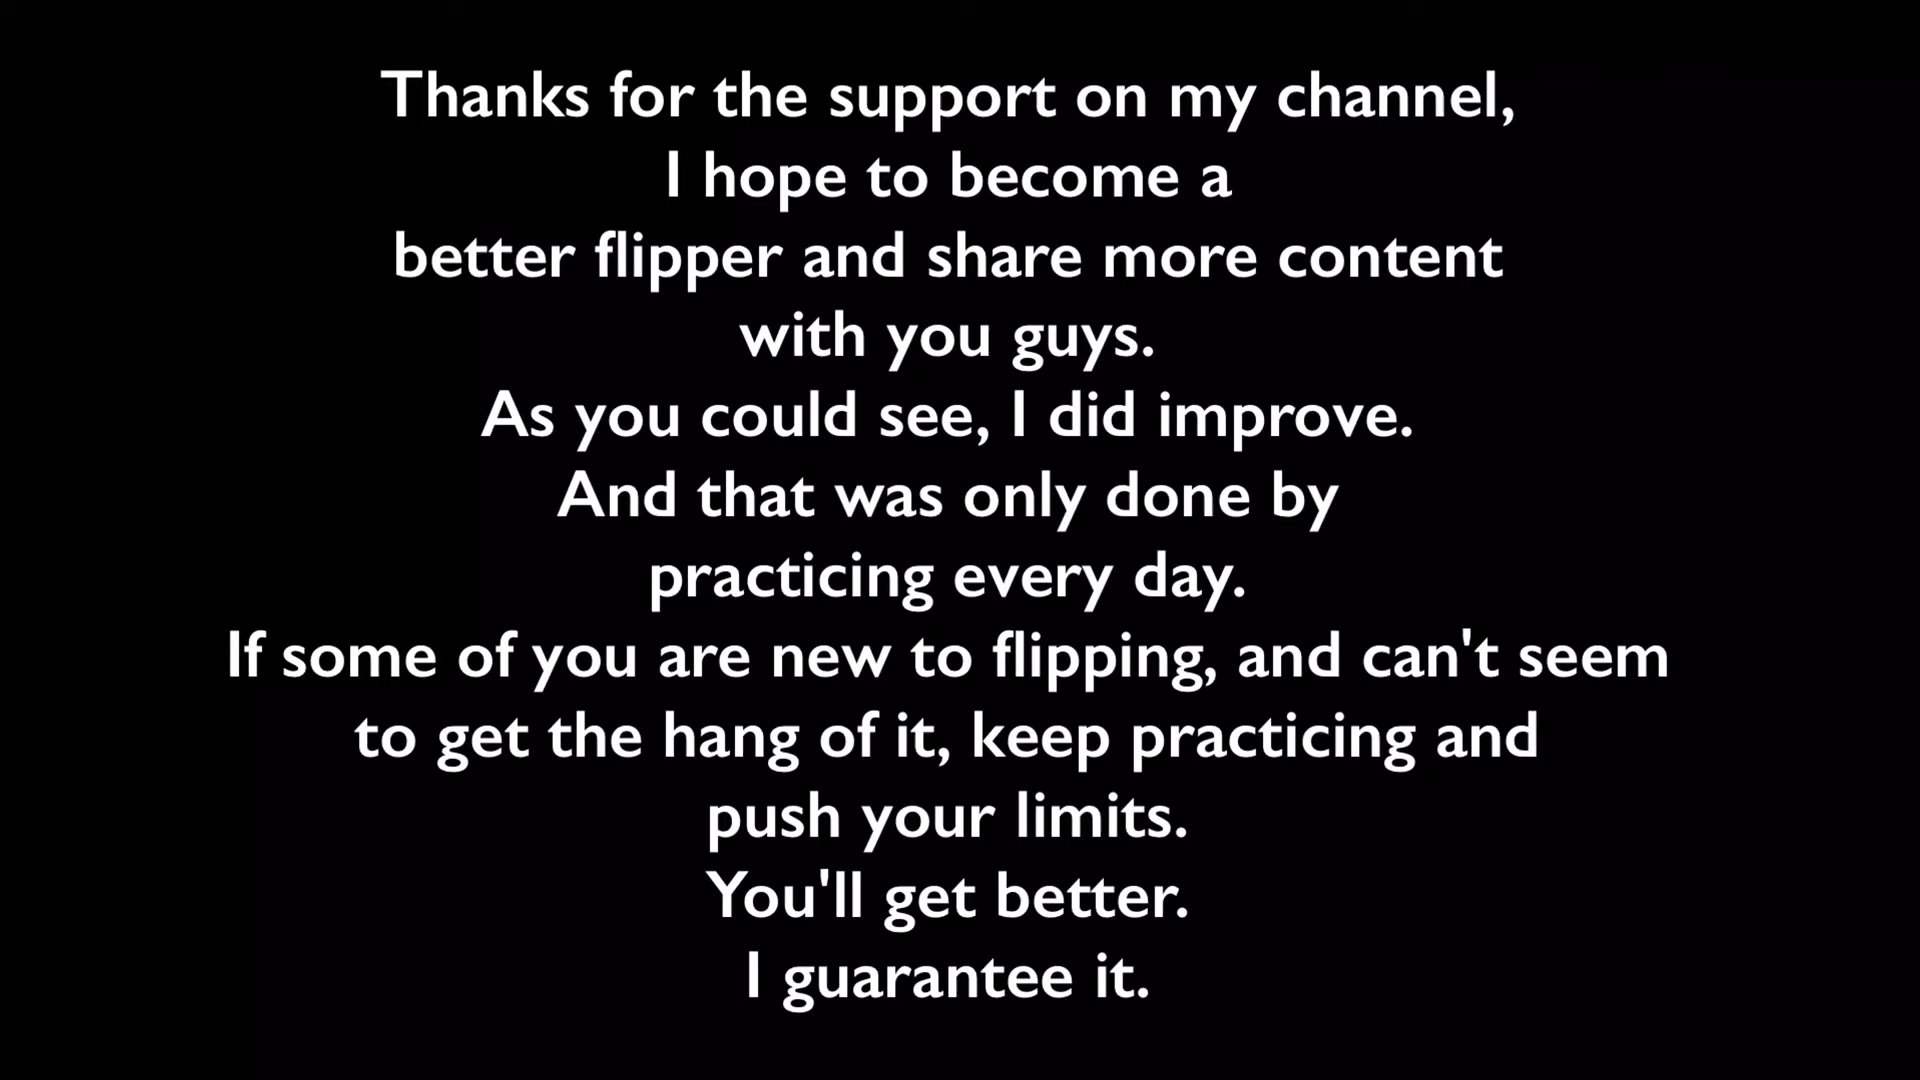 Thanks for the support on my channel,
I hope to become a
better flipper and share more content
with you guys.
As you could see, I did improve.
And that was only done by
practicing every day.
If some of you are new to flipping, and can't seem
to get the hang of it, keep practicing and
push your limits.
You'll get better.
I guarantee it.